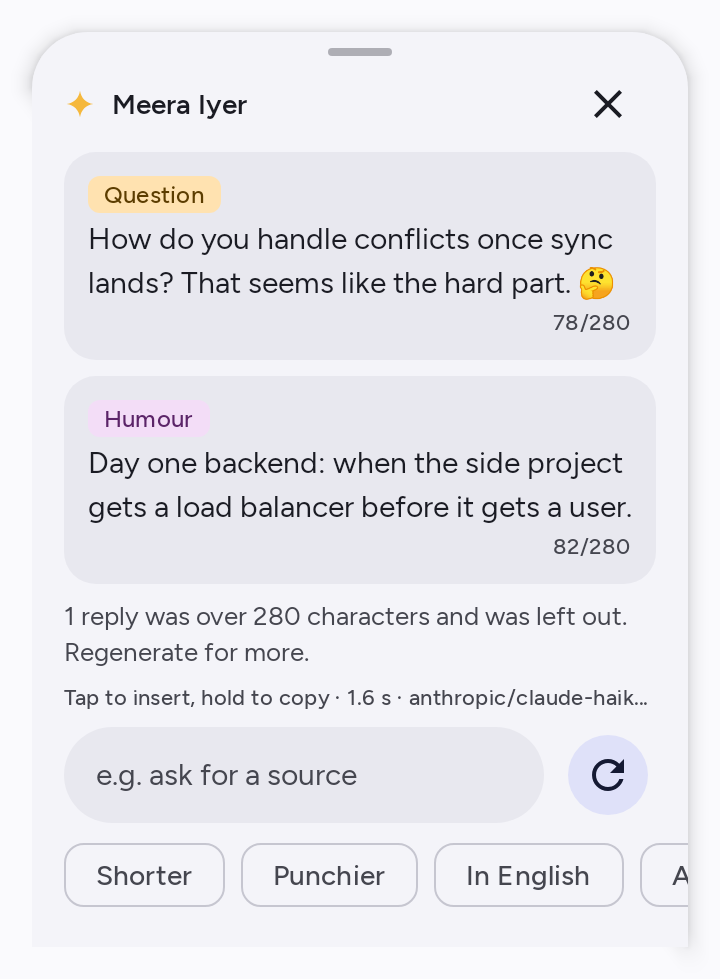 Meera Iyer
Question
How do you handle conflicts once sync
lands? That seems like the hard part. 🤔
78/280
Humour
Day one backend: when the side project
gets a load balancer before it gets a user.
82/280
1 reply was over 280 characters and was left out.
Regenerate for more.
Tap to insert, hold to copy · 1.6 s · anthropic/claude-haik…
e.g. ask for a source
Shorter
Punchier
In English